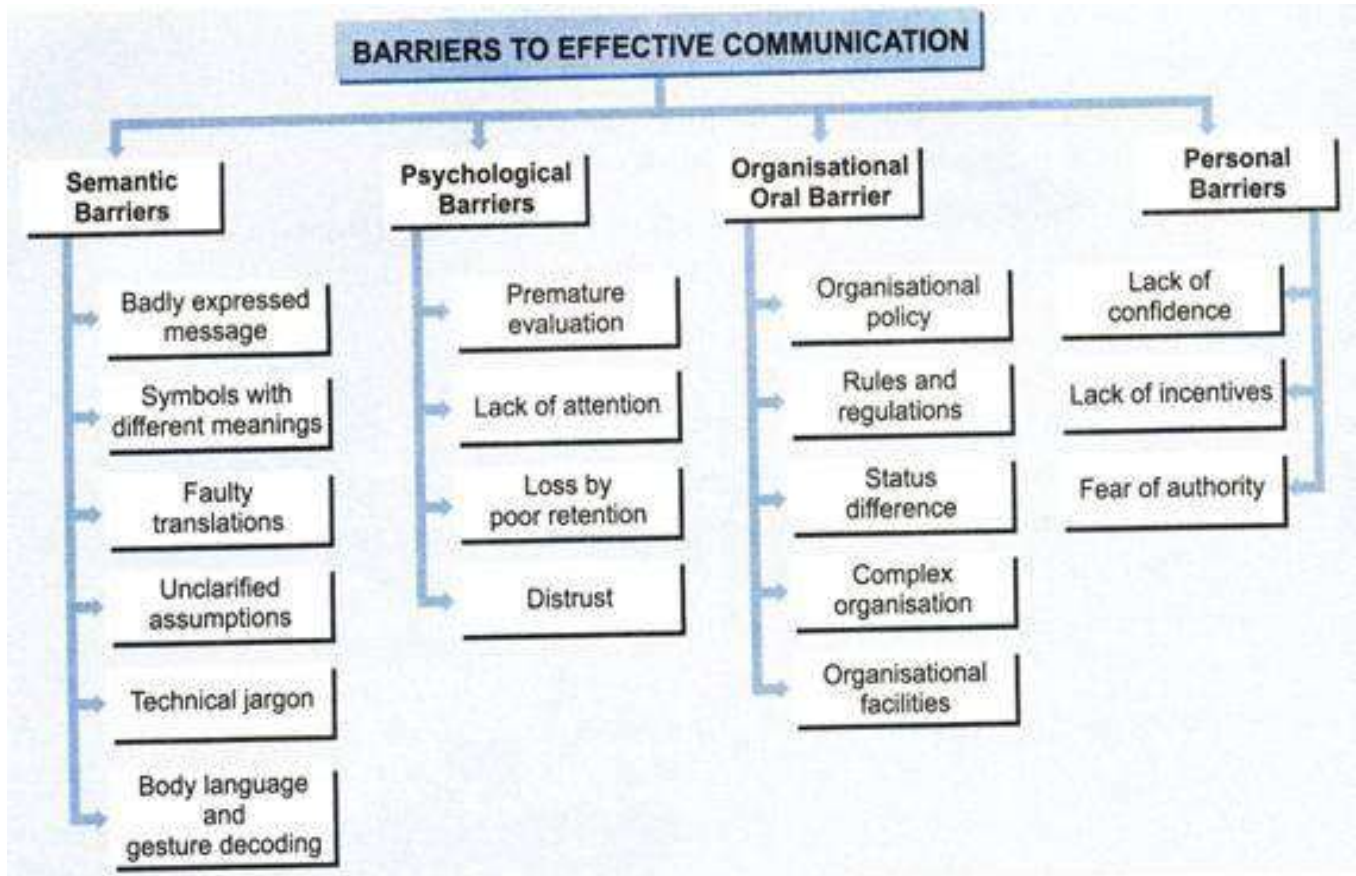 BARRIERS TO EFFECTIVE COMMUNICATION
Semantic
Barriers
Badly expressed
message
Symbols with
different meanings
Faulty
translations
Unclarified
assumptions
Technical jargon
Body language
and
gesture decoding
Psychological
Barriers
Premature
evaluation
Lack of attention
Loss by
poor retention
Distrust
Organisational
Oral Barrier
Organisational
policy
Rules and
regulations
Status
difference
Complex
organisation
Organisational
facilities
Personal
Barriers
Lack of
confidence
Lack of incentives
Fear of authority